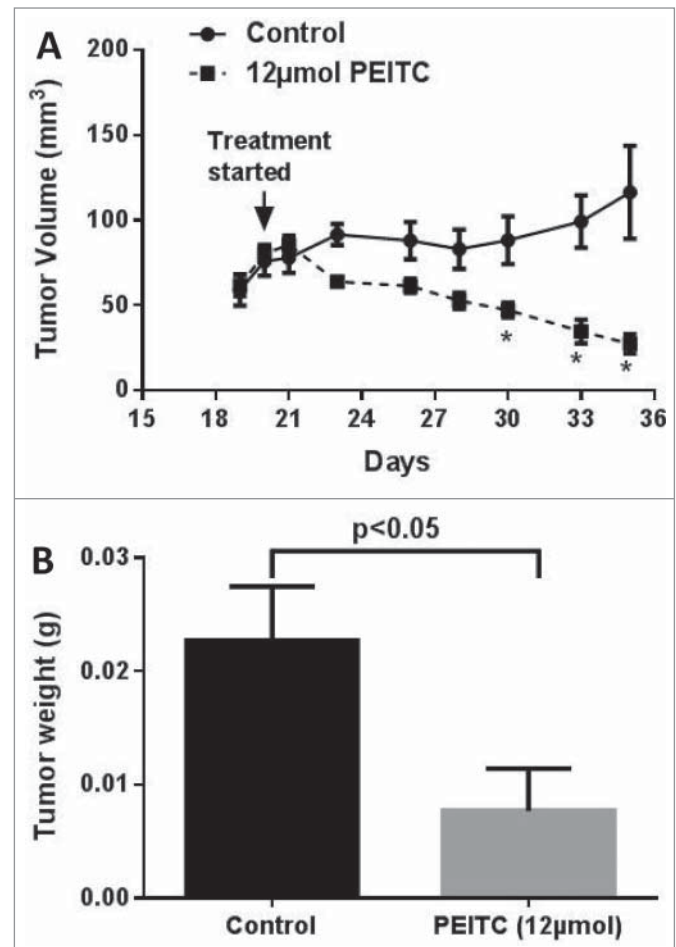 A
Control
12µmol PEITC
Treatment
started
Tumor Volume (mm³)
200
150
100
50
0
*
*
*
15
18
21
24
27
30
33
36
Days
B
p<0.05
Tumor weight (g)
0.03
0.02
0.01
0.00
Control
PEITC (12µmol)